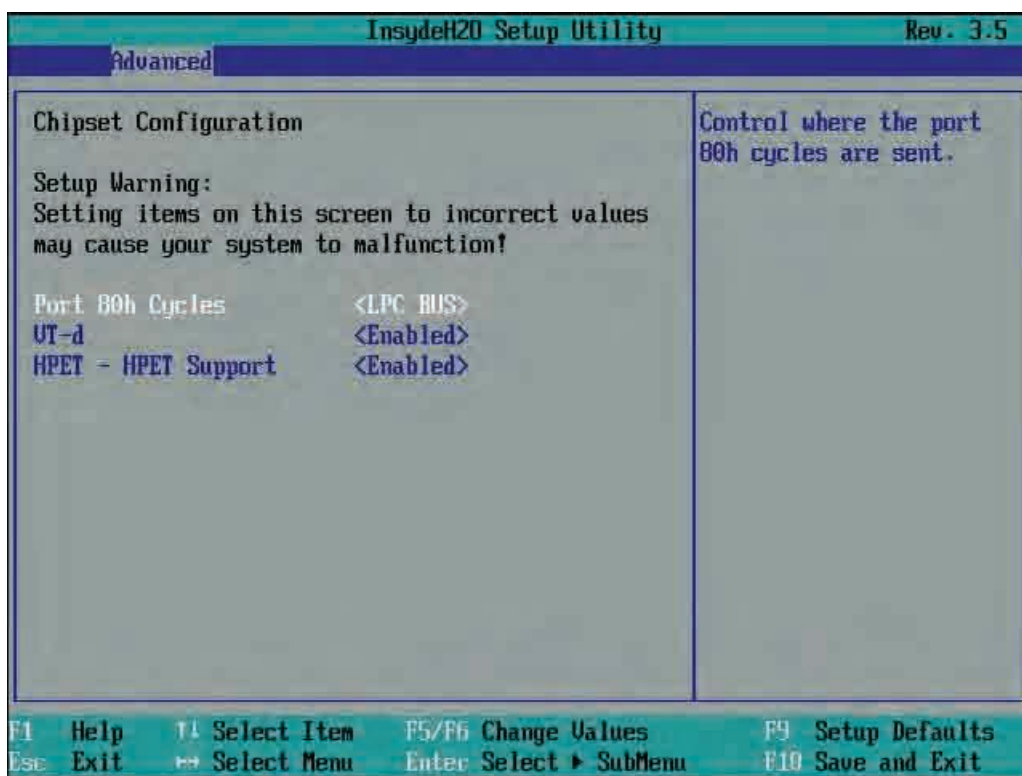 InsydeH20 Setup Utility Rev. 3.5
Advanced
Chipset Configuration
Setup Warning:
Setting items on this screen to incorrect values
may cause your system to malfunction!
Port 80h Cycles <LPC BUS>
VT-d <Enabled>
HPET - HPET Support <Enabled>
Control where the port
80h cycles are sent.
F1 Help ↑↓ Select Item F5/F6 Change Values F9 Setup Defaults
Esc Exit ↔ Select Menu Enter Select ▶ SubMenu F10 Save and Exit